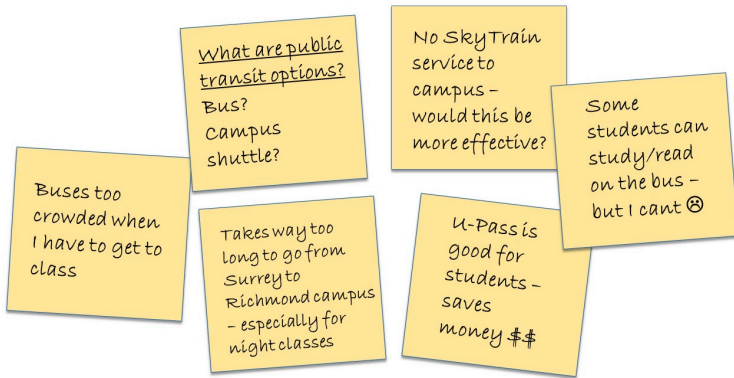 What are public
transit options?
Bus?
Campus
shuttle?
No SkyTrain
service to
campus –
would this be
more effective?
Some
students can
study/read
on the bus –
but I cant ☹
Buses too
crowded when
I have to get to
class
Takes way too
long to go from
Surrey to
Richmond campus
– especially for
night classes
U-Pass is
good for
students –
saves
money $$